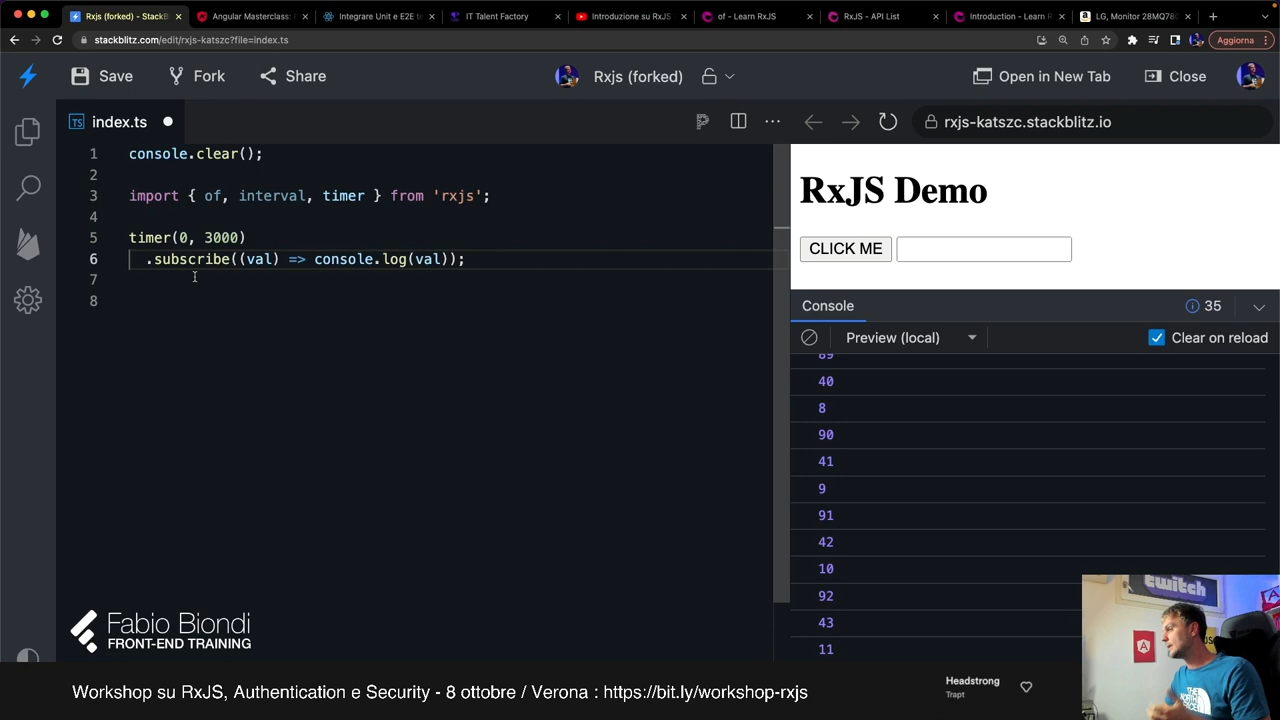 Rxjs (forked) - StackB
Angular Masterclass:
Integrare Unit e E2E te
IT Talent Factory
Introduzione su RxJS
of - Learn RxJS
RxJS - API List
Introduction - Learn R
LG, Monitor 28MQ780
stackblitz.com/edit/rxjs-katszc?file=index.ts
Aggiorna
Save
Fork
Share
Rxjs (forked)
Open in New Tab
Close
TS index.ts
rxjs-katszc.stackblitz.io
1 console.clear();
2
3 import { of, interval, timer } from 'rxjs';
4
5 timer(0, 3000)
6 .subscribe((val) => console.log(val));
7
8
RxJS Demo
CLICK ME
Console
35
Preview (local)
Clear on reload
89
40
8
90
41
9
91
42
10
92
43
11
twitch
Fabio Biondi
FRONT-END TRAINING
Workshop su RxJS, Authentication e Security - 8 ottobre / Verona : https://bit.ly/workshop-rxjs
Headstrong
Trapt